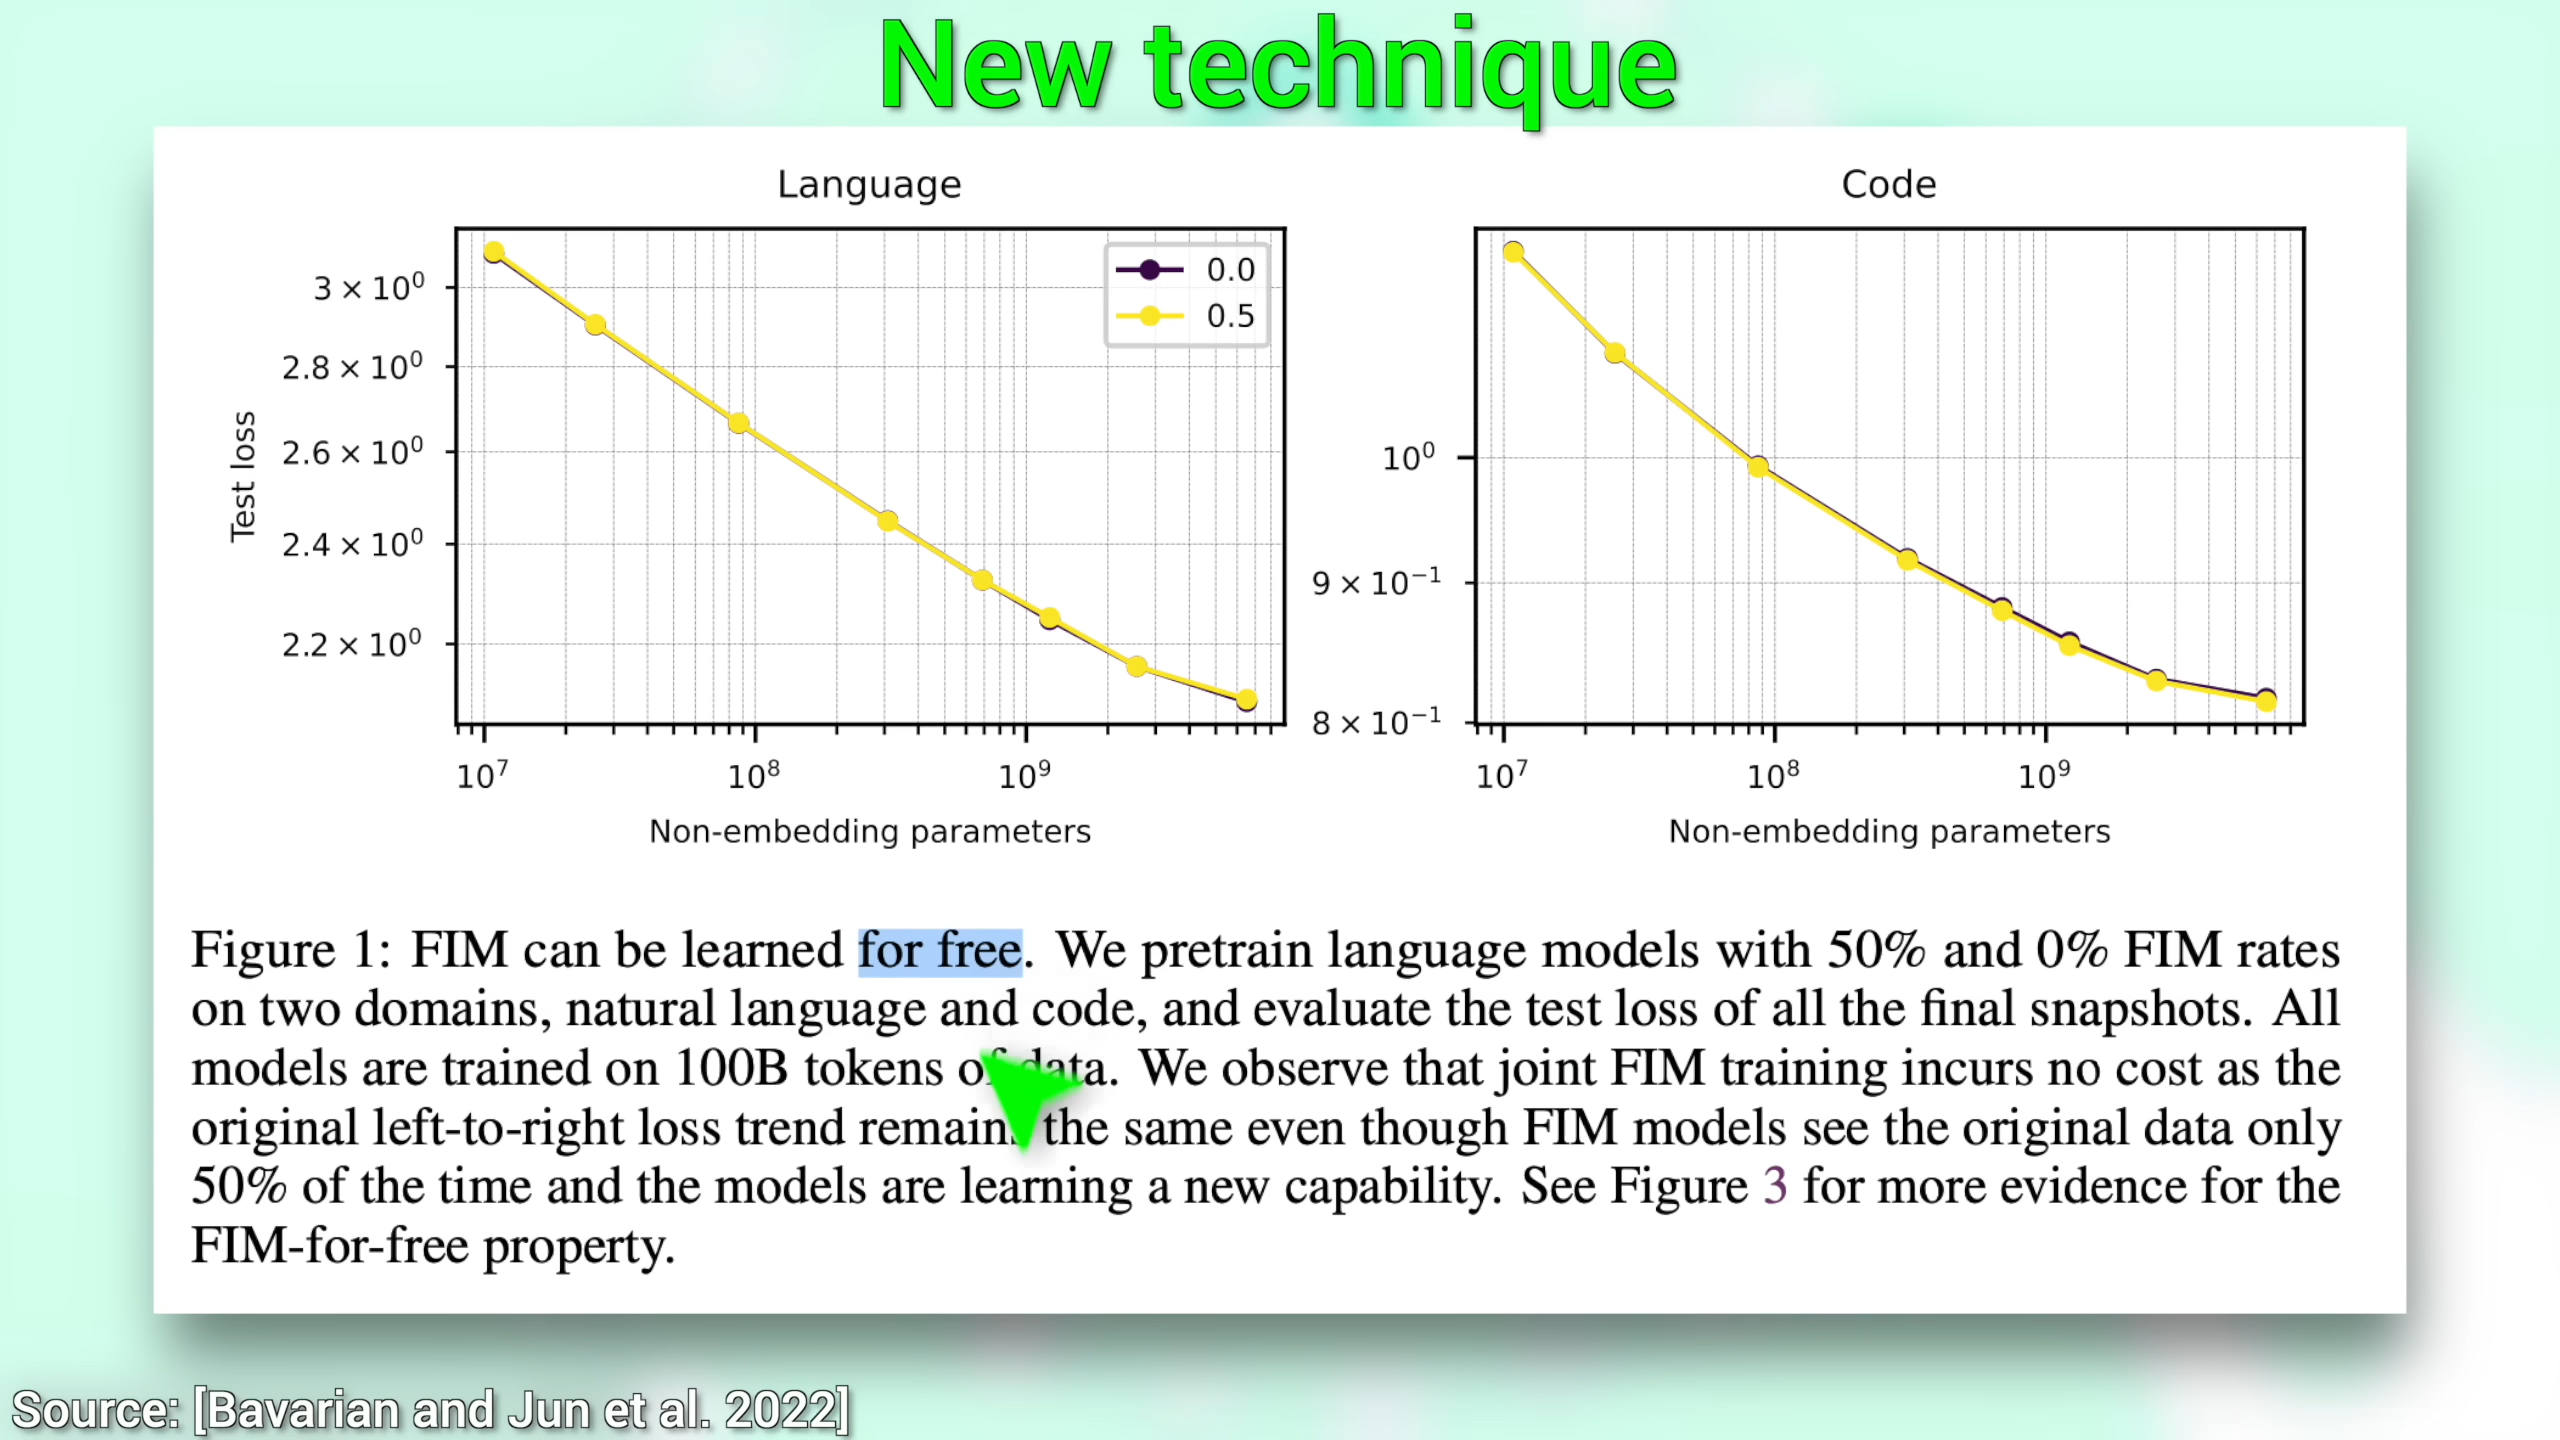 New technique
Language
Code
0.0
0.5
3 × 10⁰
2.8 × 10⁰
2.6 × 10⁰
2.4 × 10⁰
2.2 × 10⁰
Test loss
10⁰
9 × 10⁻¹
8 × 10⁻¹
10⁷ 10⁸ 10⁹
10⁷ 10⁸ 10⁹
Non-embedding parameters
Non-embedding parameters
Figure 1: FIM can be learned for free. We pretrain language models with 50% and 0% FIM rates
on two domains, natural language and code, and evaluate the test loss of all the final snapshots. All
models are trained on 100B tokens of data. We observe that joint FIM training incurs no cost as the
original left-to-right loss trend remains the same even though FIM models see the original data only
50% of the time and the models are learning a new capability. See Figure 3 for more evidence for the
FIM-for-free property.
Source: [Bavarian and Jun et al. 2022]